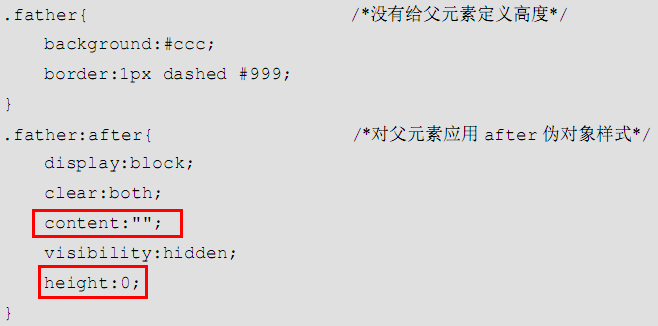 .father{ /*没有给父元素定义高度*/
background:#ccc;
border:1px dashed #999;
}
.father:after{ /*对父元素应用 after 伪对象样式*/
display:block;
clear:both;
content:"";
visibility:hidden;
height:0;
}